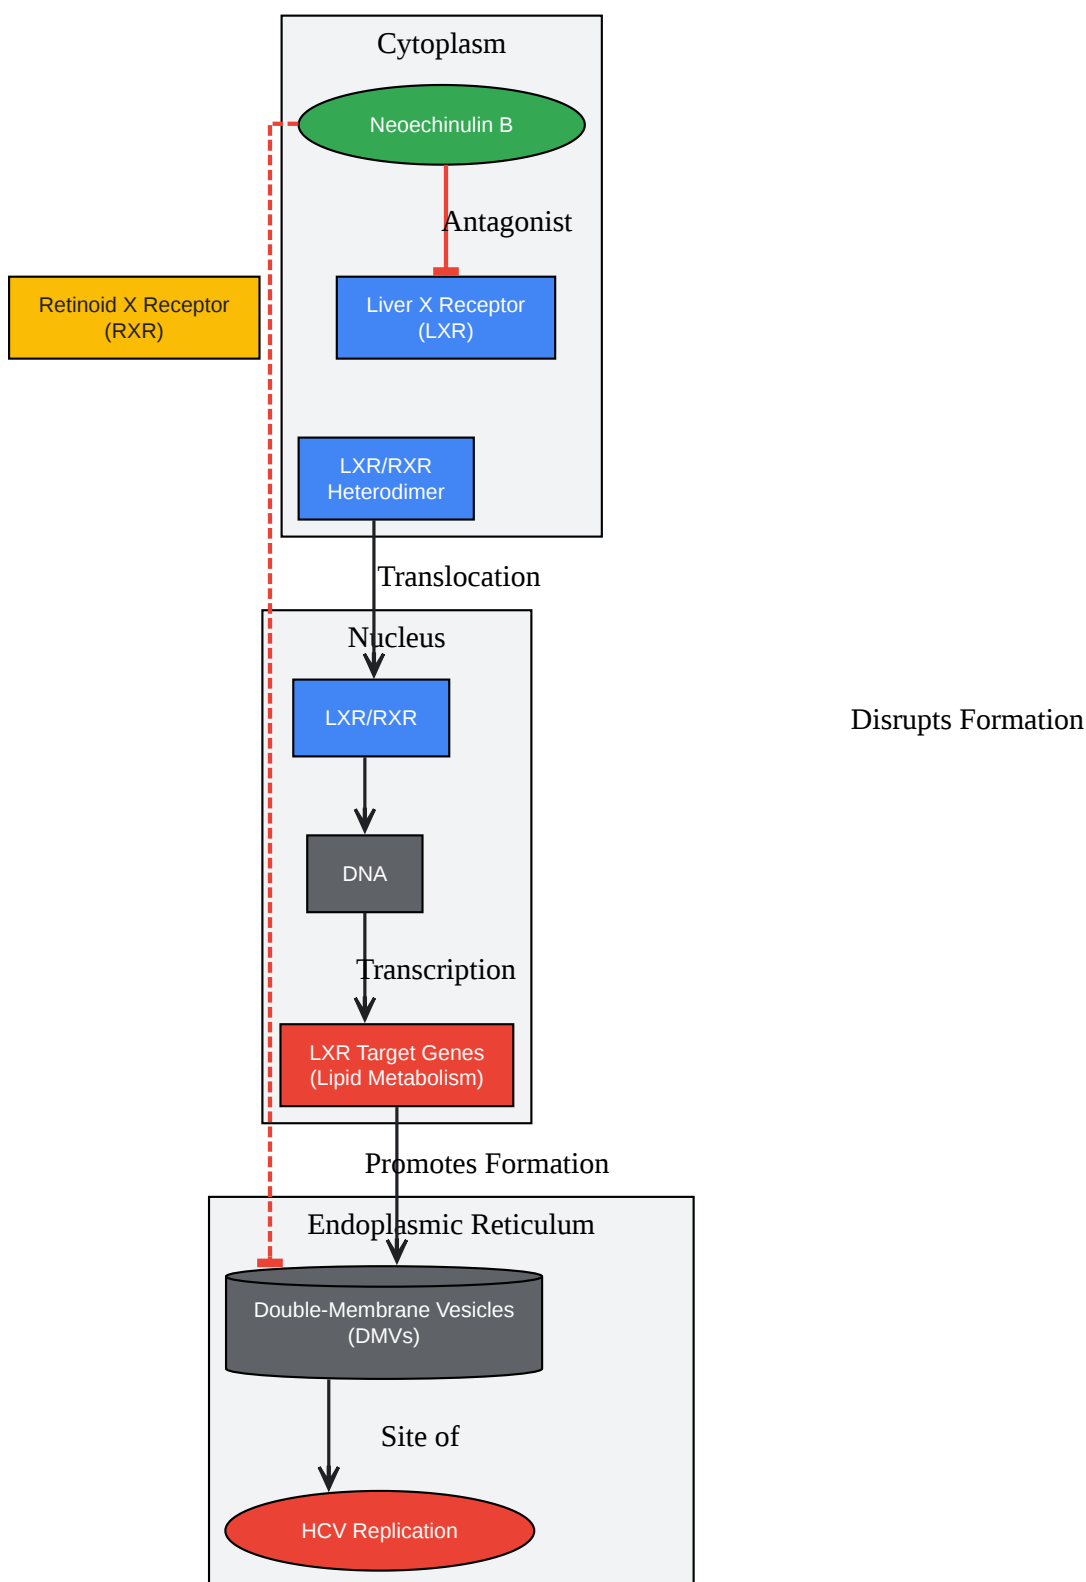 Cytoplasm
Neoechinulin B
Antagonist
Retinoid X Receptor
(RXR)
Liver X Receptor
(LXR)
LXR/RXR
Heterodimer
Translocation
Nucleus
LXR/RXR
Disrupts Formation
DNA
Transcription
LXR Target Genes
(Lipid Metabolism)
Promotes Formation
Endoplasmic Reticulum
Double-Membrane Vesicles
(DMVs)
Site of
HCV Replication